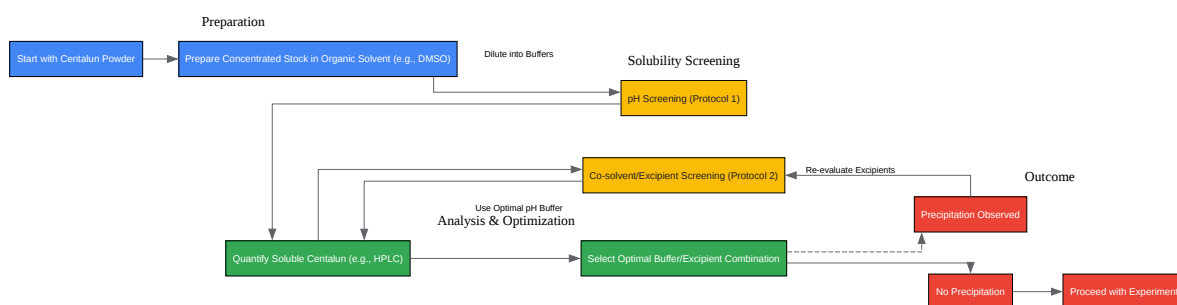 Preparation
Start with Centalun Powder
Prepare Concentrated Stock in Organic Solvent (e.g., DMSO)
Dilute into Buffers
Solubility Screening
pH Screening (Protocol 1)
Co-solvent/Excipient Screening (Protocol 2)
Re-evaluate Excipients
Outcome
Use Optimal pH Buffer
Analysis & Optimization
Precipitation Observed
Quantify Soluble Centalun (e.g., HPLC)
Select Optimal Buffer/Excipient Combination
No Precipitation
Proceed with Experiment